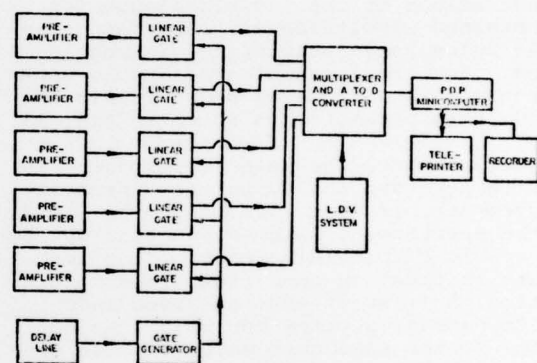 PRE-
AMPLIFIER
LINEAR
GATE
PRE-
AMPLIFIER
LINEAR
GATE
MULTIPLEXER
AND A TO D
CONVERTER
P.D.P
MINICOMPUTER
PRE-
AMPLIFIER
LINEAR
GATE
TELE-
PRINTER
RECORDER
PRE-
AMPLIFIER
LINEAR
GATE
L.D.V.
SYSTEM
PRE-
AMPLIFIER
LINEAR
GATE
DELAY
LINE
GATE
GENERATOR